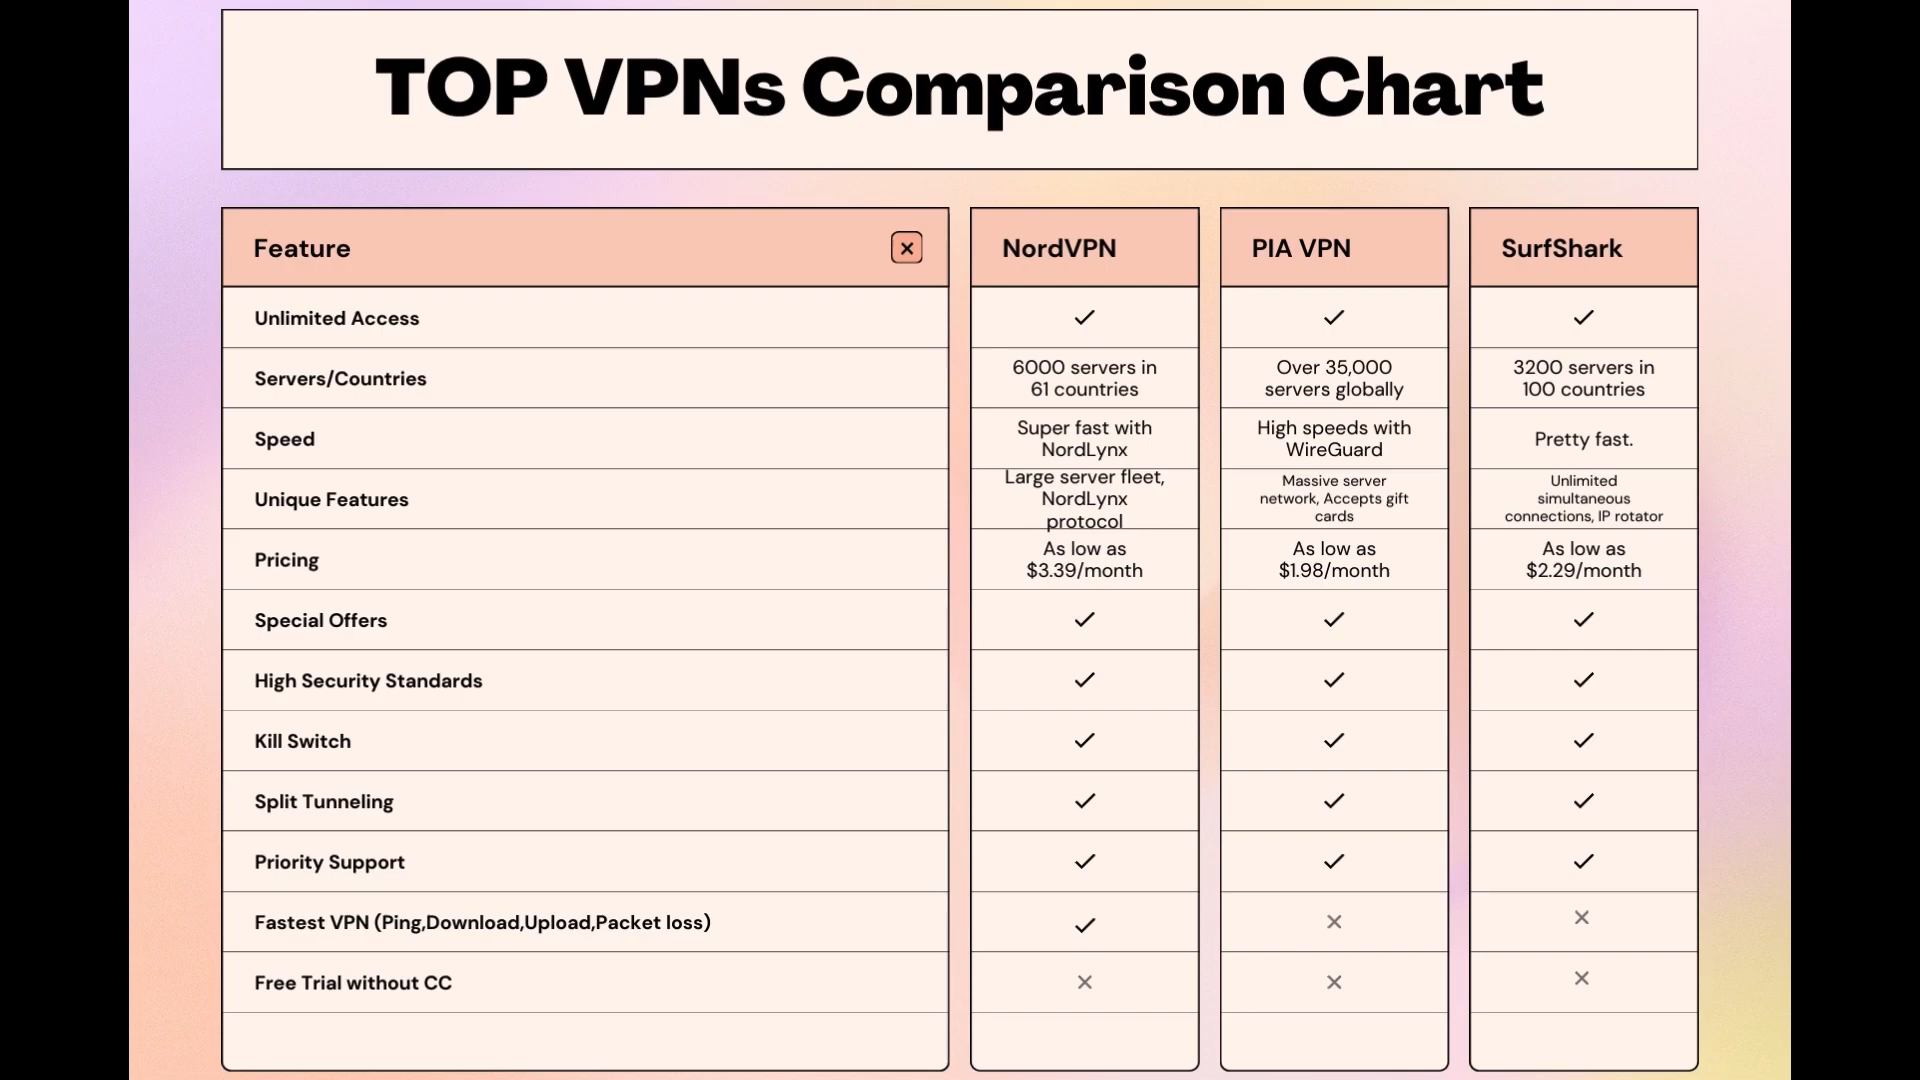 TOP VPNs Comparison Chart
Feature
NordVPN
PIA VPN
SurfShark
Unlimited Access
Servers/Countries
6000 servers in
61 countries
Over 35,000
servers globally
3200 servers in
100 countries
Speed
Super fast with
NordLynx
High speeds with
WireGuard
Pretty fast.
Unique Features
Large server fleet,
NordLynx
protocol
Massive server
network, Accepts gift
cards
Unlimited
simultaneous
connections, IP rotator
Pricing
As low as
$3.39/month
As low as
$1.98/month
As low as
$2.29/month
Special Offers
High Security Standards
Kill Switch
Split Tunneling
Priority Support
Fastest VPN (Ping,Download,Upload,Packet loss)
Free Trial without CC